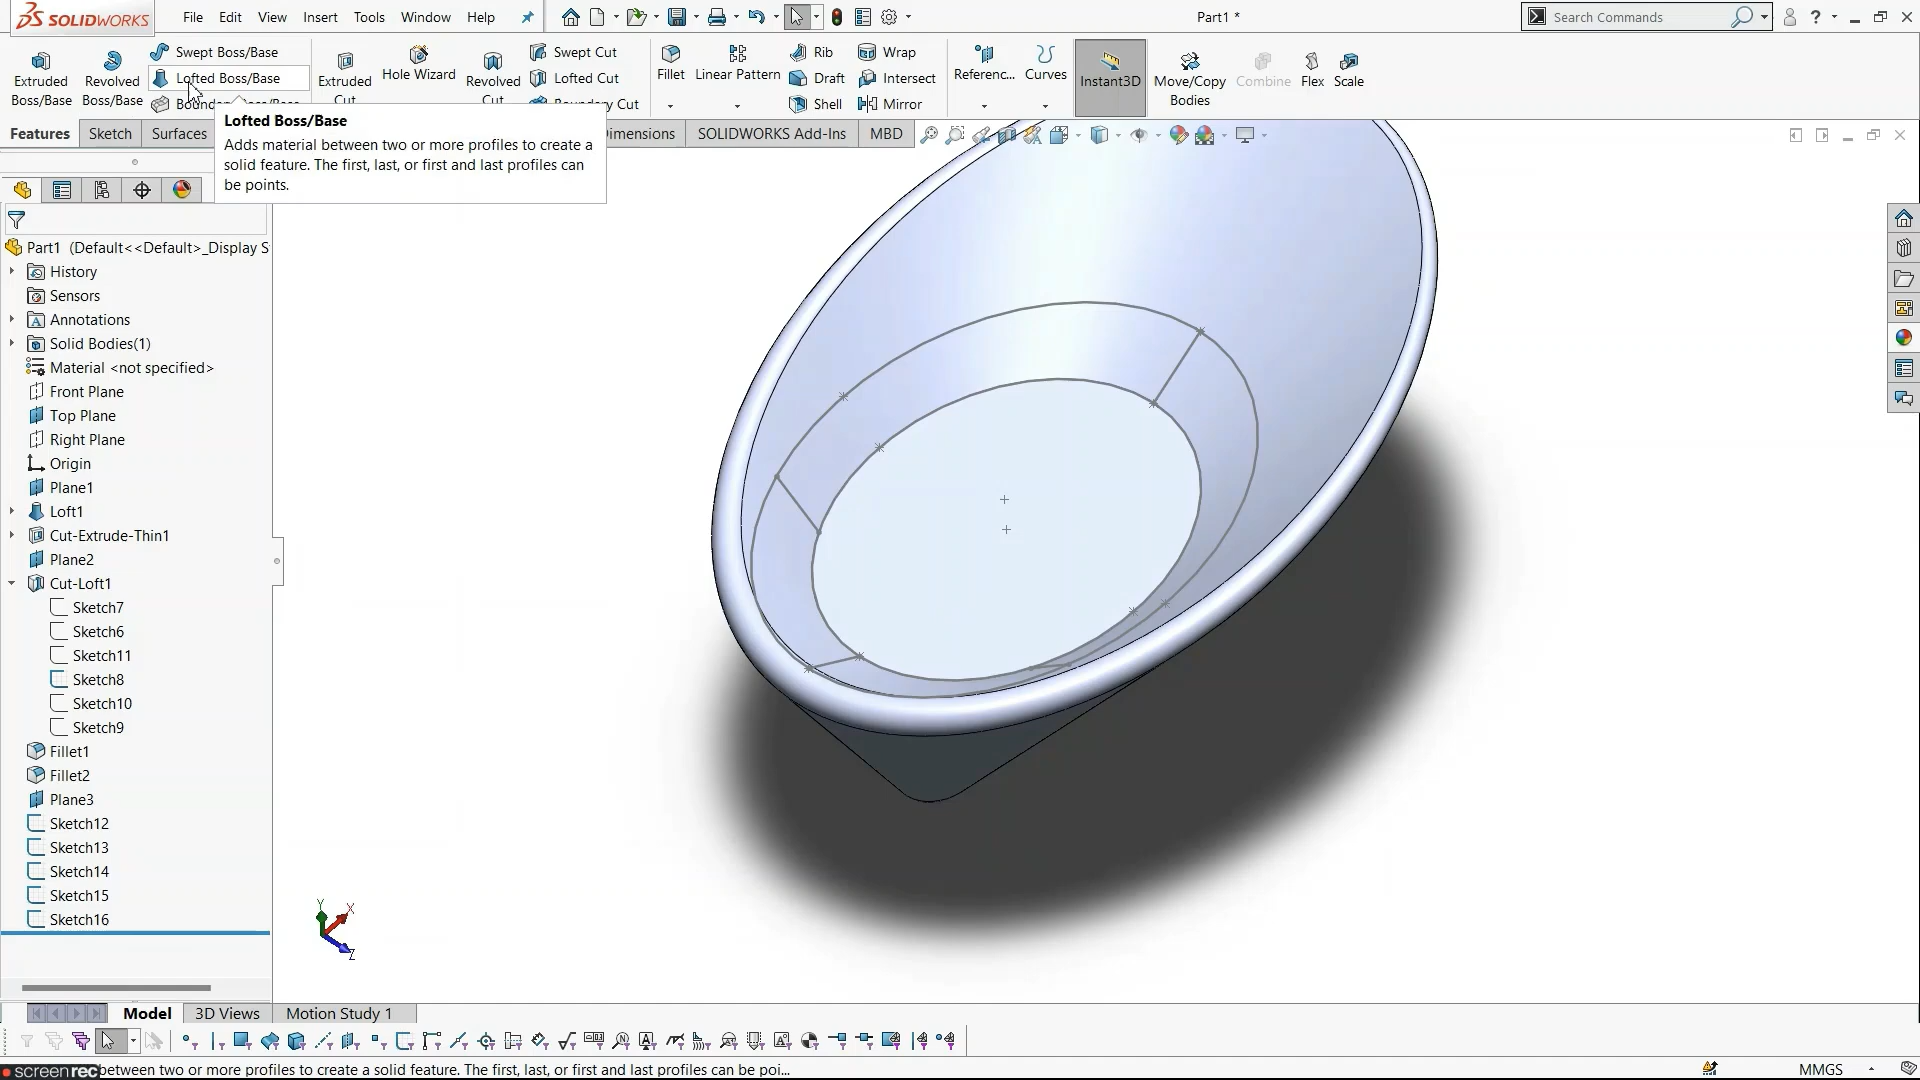 SOLIDWORKS
File Edit View Insert Tools Window Help
Part1 *
Search Commands
Extruded Boss/Base
Revolved Boss/Base
Swept Boss/Base
Lofted Boss/Base
Extruded Cut
Hole Wizard
Revolved Cut
Swept Cut
Lofted Cut
Boundary Cut
Fillet
Linear Pattern
Rib
Draft
Shell
Wrap
Intersect
Mirror
Referenc...
Curves
Instant3D
Move/Copy Bodies
Combine
Flex
Scale
Features Sketch Surfaces
SOLIDWORKS Add-Ins MBD
Lofted Boss/Base
Adds material between two or more profiles to create a
solid feature. The first, last, or first and last profiles can
be points.
Part1 (Default<<Default>_Display S
History
Sensors
Annotations
Solid Bodies(1)
Material <not specified>
Front Plane
Top Plane
Right Plane
Origin
Plane1
Loft1
Cut-Extrude-Thin1
Plane2
Cut-Loft1
Sketch7
Sketch6
Sketch11
Sketch8
Sketch10
Sketch9
Fillet1
Fillet2
Plane3
Sketch12
Sketch13
Sketch14
Sketch15
Sketch16
Y X Z
Model 3D Views Motion Study 1
screenrec
between two or more profiles to create a solid feature. The first, last, or first and last profiles can be poi...
MMGS